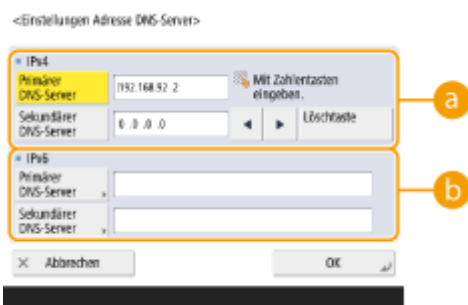 <Einstellungen Adresse DNS-Server>
IPv4
Primärer
DNS-Server
192.168.92.2
Mit Zahlentasten
eingeben.
Sekundärer
DNS-Server
0.0.0.0
Löschtaste
a
IPv6
Primärer
DNS-Server
b
Sekundärer
DNS-Server
Abbrechen
OK